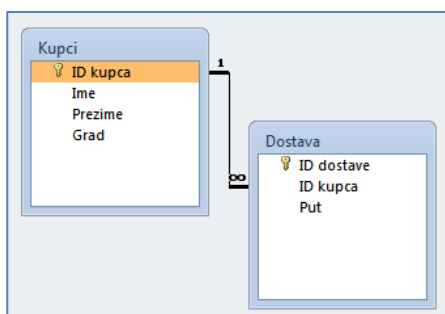 Kupci
ID kupca
Ime
Prezime
Grad
1
∞
Dostava
ID dostave
ID kupca
Put